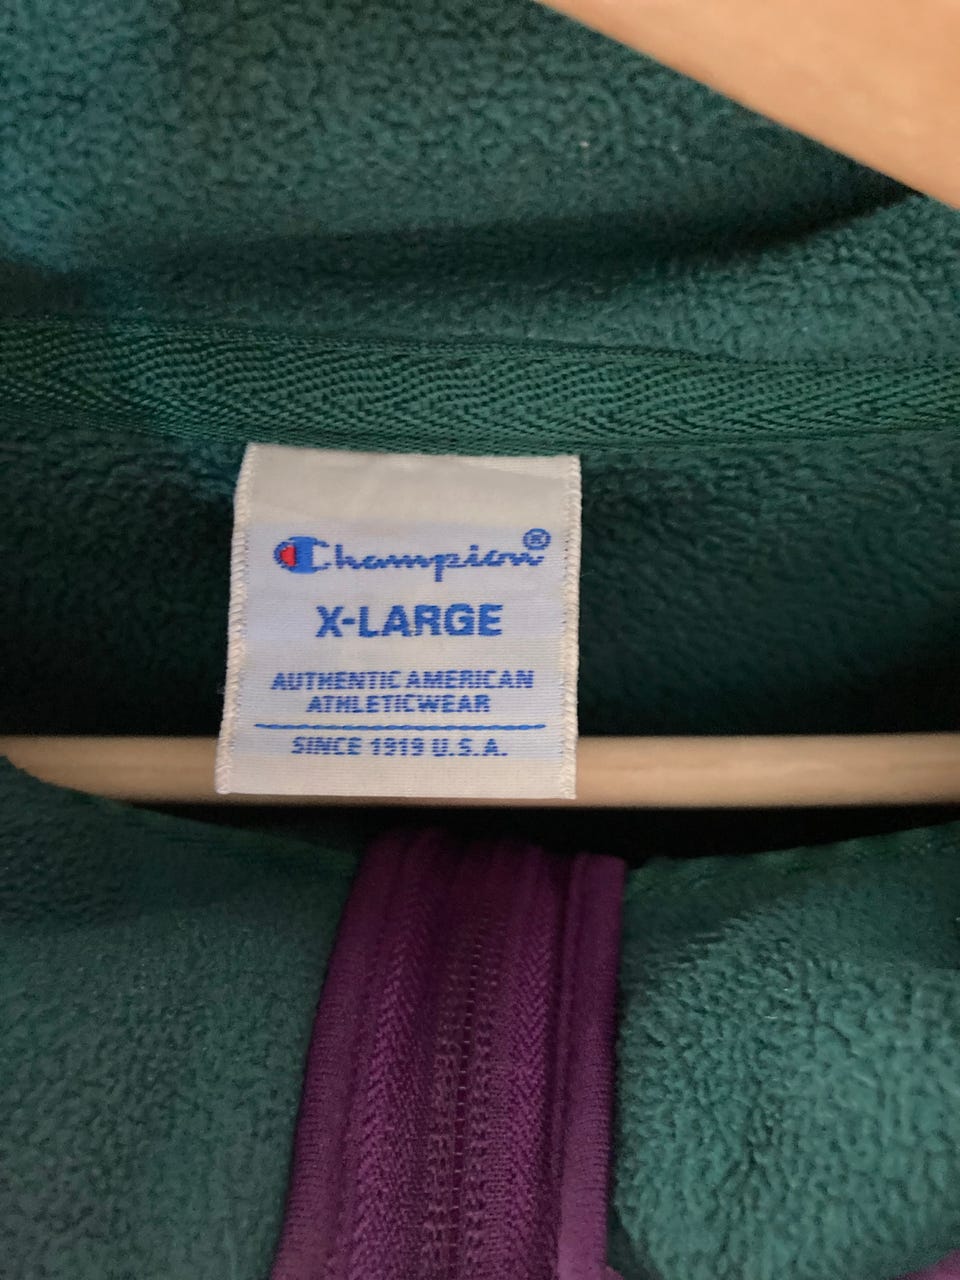 Champion®
X-LARGE
AUTHENTIC AMERICAN
ATHLETICWEAR
SINCE 1919 U.S.A.